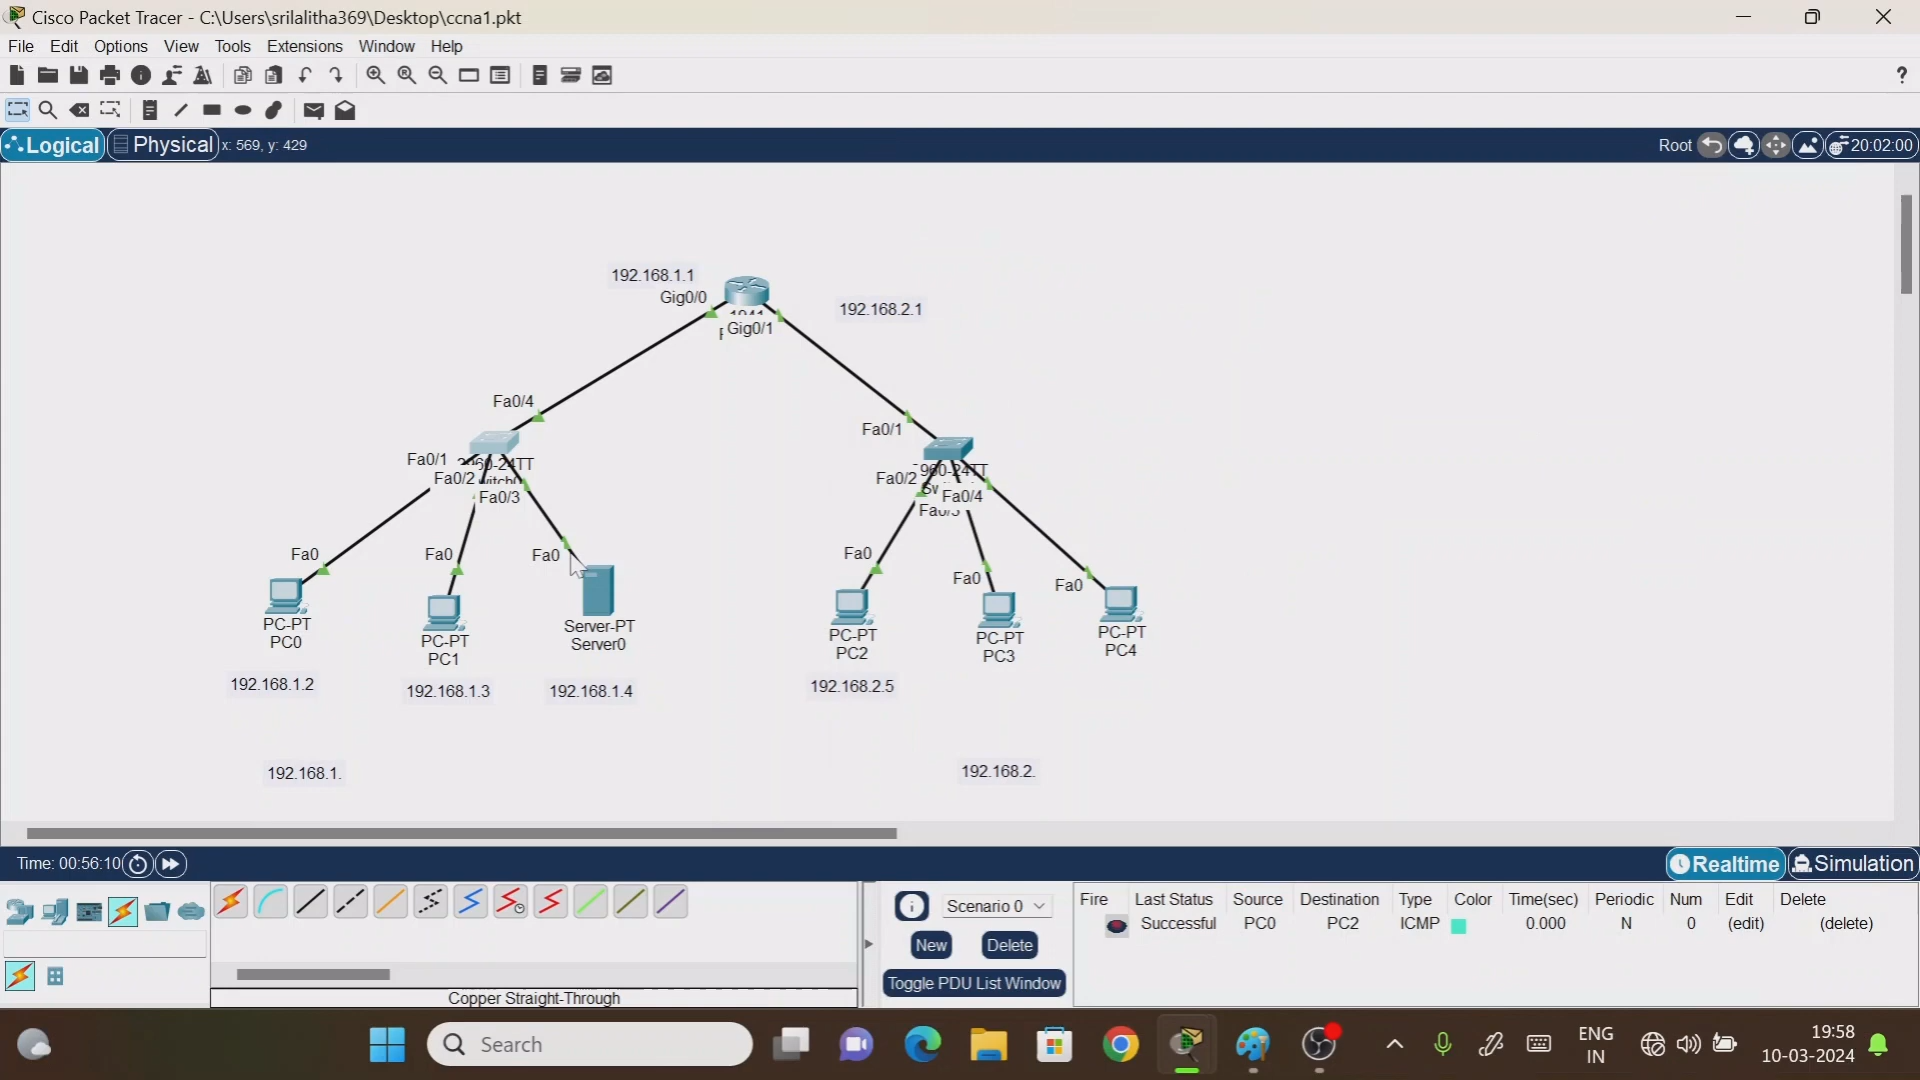 Cisco Packet Tracer - C:\Users\srilalitha369\Desktop\ccna1.pkt
File Edit Options View Tools Extensions Window Help
?
Logical Physical x: 569, y: 429 Root 20:02:00
192.168.1.1
Gig0/0
192.168.2.1
Gig0/1
Fa0/4
Fa0/1
Fa0/1
Fa0/2
Fa0/3
Fa0/2
Fa0/4
Fa0 Fa0 Fa0 Fa0 Fa0 Fa0
PC-PT
PC0
PC-PT
PC1
Server-PT
Server0
PC-PT
PC2
PC-PT
PC3
PC-PT
PC4
192.168.1.2 192.168.1.3 192.168.1.4 192.168.2.5
192.168.1. 192.168.2.
Time: 00:56:10 Realtime Simulation
Scenario 0
New Delete
Toggle PDU List Window
Copper Straight-Through
Fire Last Status Source Destination Type Color Time(sec) Periodic Num Edit Delete
Successful PC0 PC2 ICMP 0.000 N 0 (edit) (delete)
Search
ENG
IN
19:58
10-03-2024